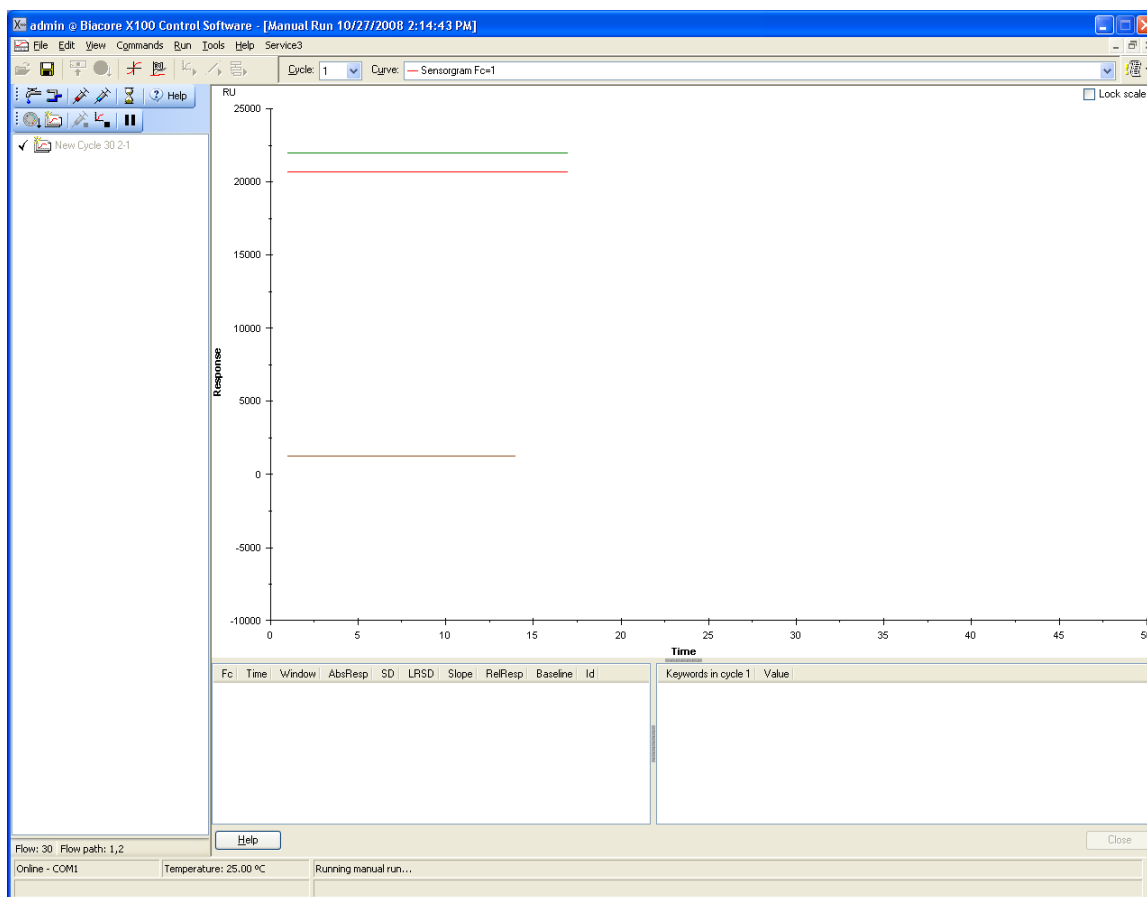 admin @ Biacore X100 Control Software - [Manual Run 10/27/2008 2:14:43 PM]
File Edit View Commands Run Tools Help Service3
Cycle: 1 Curve: Sensorgram Fc=1
Help
New Cycle 30 2-1
RU
Lock scale
25000
20000
15000
10000
5000
0
-5000
-10000
Response
0 5 10 15 20 25 30 35 40 45 50
Time
Fc Time Window AbsResp SD LRSD Slope RelResp Baseline Id
Keywords in cycle 1 Value
Help
Close
Flow: 30 Flow path: 1,2
Online - COM1
Temperature: 25.00 ºC
Running manual run...